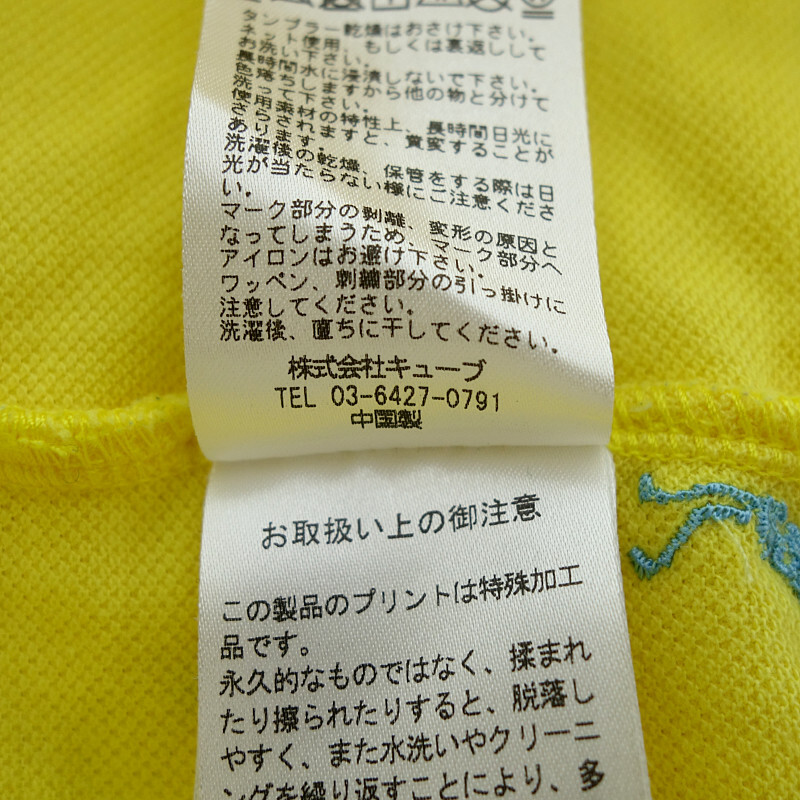 タンブラー乾燥はおさけ下さい。
ネット使用、もしくは裏返しして
お洗い下さい。
長時間水に浸漬しないで下さい。
色落ちしますから他の物と分けて
洗って下さい。
使用素材の特性上、長時間日光に
さらされますと、黄変することが
あります。
洗濯後の乾燥、保管をする際は日
光が当たらない様にご注意くださ
い。
マーク部分の剥離、変形の原因と
なってしまうため、マーク部分へ
アイロンはお避け下さい。
ワッペン、刺繍部分の引っ掛けに
注意してください。
洗濯後、直ちに干してください。
株式会社キューブ
TEL 03-6427-0791
中国製
お取扱い上の御注意
この製品のプリントは特殊加工
品です。
永久的なものではなく、揉まれ
たり擦られたりすると、脱落し
やすく、また水洗いやクリーニ
ングを繰り返すことにより、多